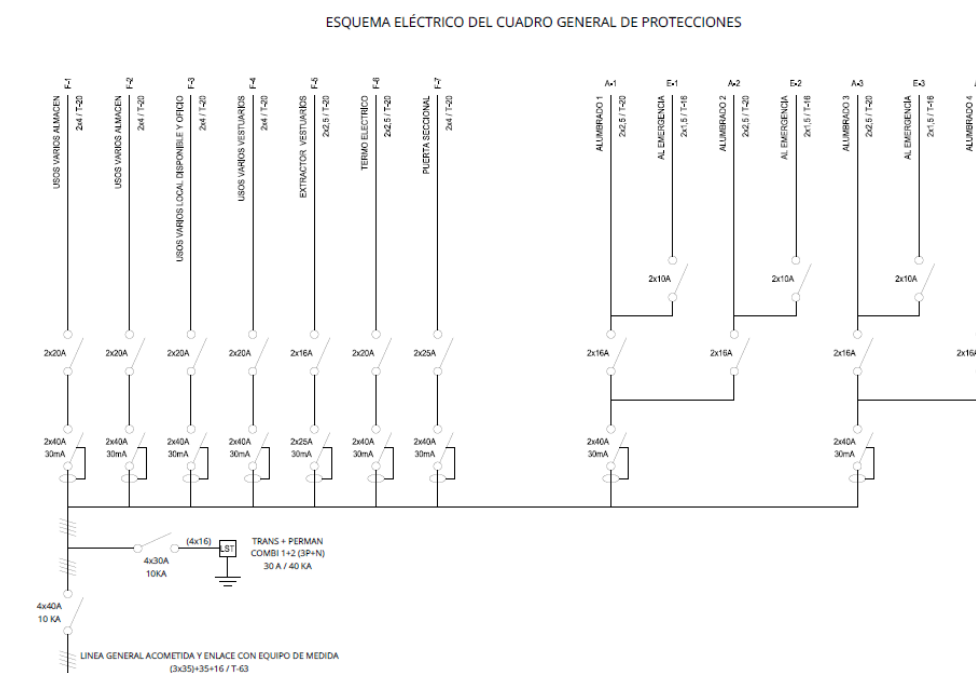 ESQUEMA ELÉCTRICO DEL CUADRO GENERAL DE PROTECCIONES
F-1
USOS VARIOS ALMACEN
2x4 / T-20
F-2
USOS VARIOS ALMACEN
2x4 / T-20
F-3
USOS VARIOS LOCAL DISPONIBLE Y OFICIO
2x4 / T-20
F-4
USOS VARIOS VESTUARIOS
2x4 / T-20
F-5
EXTRACTOR VESTUARIOS
2x2,5 / T-20
F-6
TERMO ELECTRICO
2x2,5 / T-20
F-7
PUERTA SECCIONAL
2x4 / T-20
A-1
ALUMBRADO 1
2x2,5 / T-20
E-1
AL EMERGENCIA
2x1,5 / T-16
A-2
ALUMBRADO 2
2x2,5 / T-20
E-2
AL EMERGENCIA
2x1,5 / T-16
A-3
ALUMBRADO 3
2x2,5 / T-20
E-3
AL EMERGENCIA
2x1,5 / T-16
ALUMBRADO 4
2x10A
2x10A
2x10A
2x20A
2x20A
2x20A
2x20A
2x16A
2x20A
2x25A
2x16A
2x16A
2x16A
2x16A
2x40A
30mA
2x40A
30mA
2x40A
30mA
2x40A
30mA
2x25A
30mA
2x40A
30mA
2x40A
30mA
2x40A
30mA
2x40A
30mA
(4x16)
LST
TRANS + PERMAN
COMBI 1+2 (3P+N)
30 A / 40 KA
4x30A
10KA
4x40A
10 KA
LINEA GENERAL ACOMETIDA Y ENLACE CON EQUIPO DE MEDIDA
(3x35)+35+16 / T-63